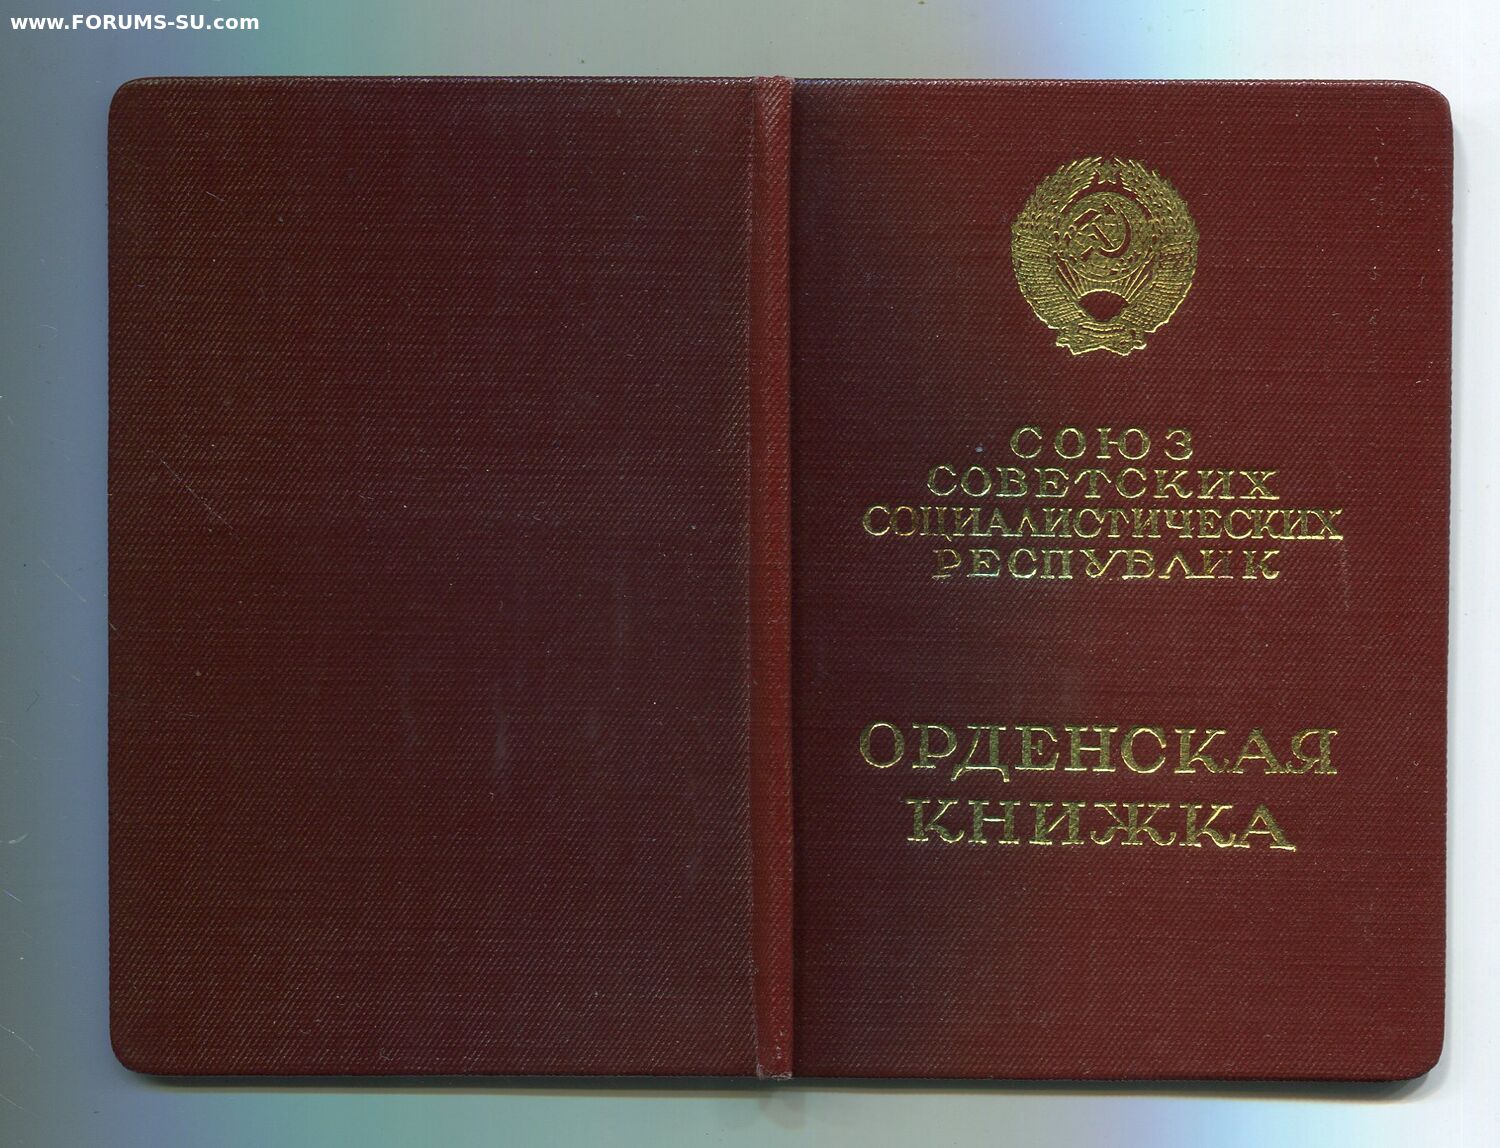 www.FORUMS-SU.com
СОЮЗ
СОВЕТСКИХ
СОЦИАЛИСТИЧЕСКИХ
РЕСПУБЛИК
ОРДЕНСКАЯ
КНИЖКА